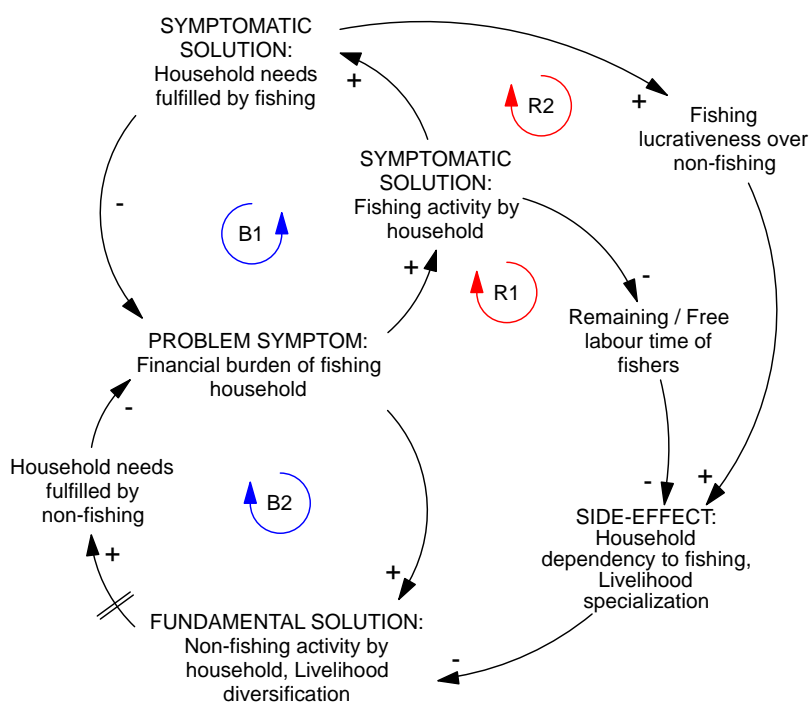 SYMPTOMATIC
SOLUTION:
Household needs
fulfilled by fishing
+
R2
+
Fishing
lucrativeness over
non-fishing
SYMPTOMATIC
SOLUTION:
Fishing activity by
household
-
B1
+
R1
-
Remaining / Free
labour time of
fishers
PROBLEM SYMPTOM:
Financial burden of fishing
household
-
Household needs
fulfilled by
non-fishing
B2
-
+
SIDE-EFFECT:
Household
dependency to fishing,
Livelihood
specialization
+
+
FUNDAMENTAL SOLUTION:
Non-fishing activity by
household, Livelihood
diversification
-